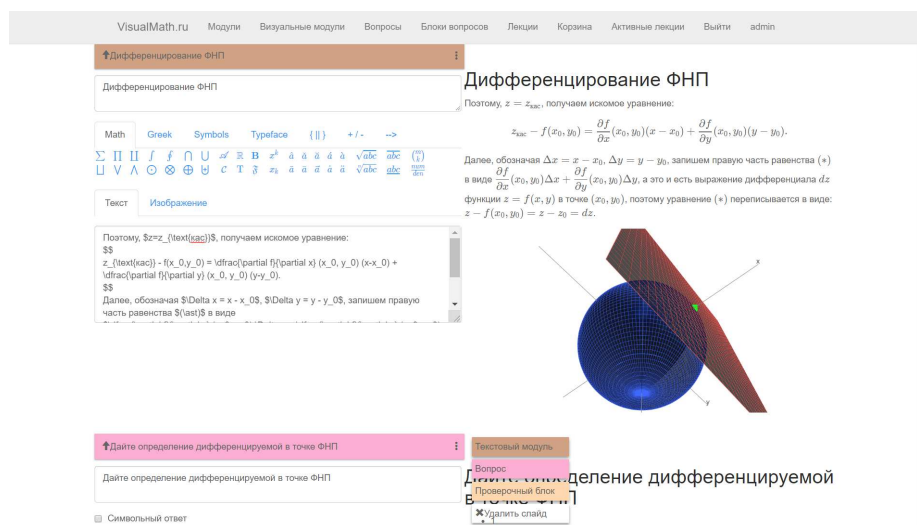 VisualMath.ru Модули Визуальные модули Вопросы Блоки вопросов Лекции Корзина Активные лекции Выйти admin
Дифференцирование ФНП
Дифференцирование ФНП
Math Greek Symbols Typeface {||} +/- -->
Текст Изображение
Поэтому, $z=z_{\text{кас}}$, получаем искомое уравнение:
$$
z_{\text{кас}} - f(x_0,y_0) = \dfrac{\partial f}{\partial x} (x_0, y_0) (x-x_0) +
\dfrac{\partial f}{\partial y} (x_0, y_0) (y-y_0).
$$
Далее, обозначая $\Delta x = x - x_0$, $\Delta y = y - y_0$, запишем правую
часть равенства $(\ast)$ в виде
Дифференцирование ФНП
Поэтому, z = z_кас, получаем искомое уравнение:
z_кас − f(x₀, y₀) = ∂f/∂x (x₀, y₀)(x − x₀) + ∂f/∂y (x₀, y₀)(y − y₀).
Далее, обозначая Δx = x − x₀, Δy = y − y₀, запишем правую часть равенства (∗)
в виде ∂f/∂x (x₀, y₀)Δx + ∂f/∂y (x₀, y₀)Δy, а это и есть выражение дифференциала dz
функции z = f(x, y) в точке (x₀, y₀), поэтому уравнение (∗) переписывается в виде:
z − f(x₀, y₀) = z − z₀ = dz.
x
y
Дайте определение дифференцируемой в точке ФНП
Дайте определение дифференцируемой в точке ФНП
Символьный ответ
Текстовый модуль
Вопрос
Проверочный блок
Удалить слайд
Дайте определение дифференцируемой
в точке ФНП